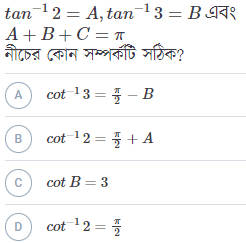 tan⁻¹ 2 = A, tan⁻¹ 3 = B এবং
A + B + C = π
নীচের কোন সম্পর্কটি সঠিক?
A cot⁻¹ 3 = π/2 − B
B cot⁻¹ 2 = π/2 + A
C cot B = 3
D cot⁻¹ 2 = π/2